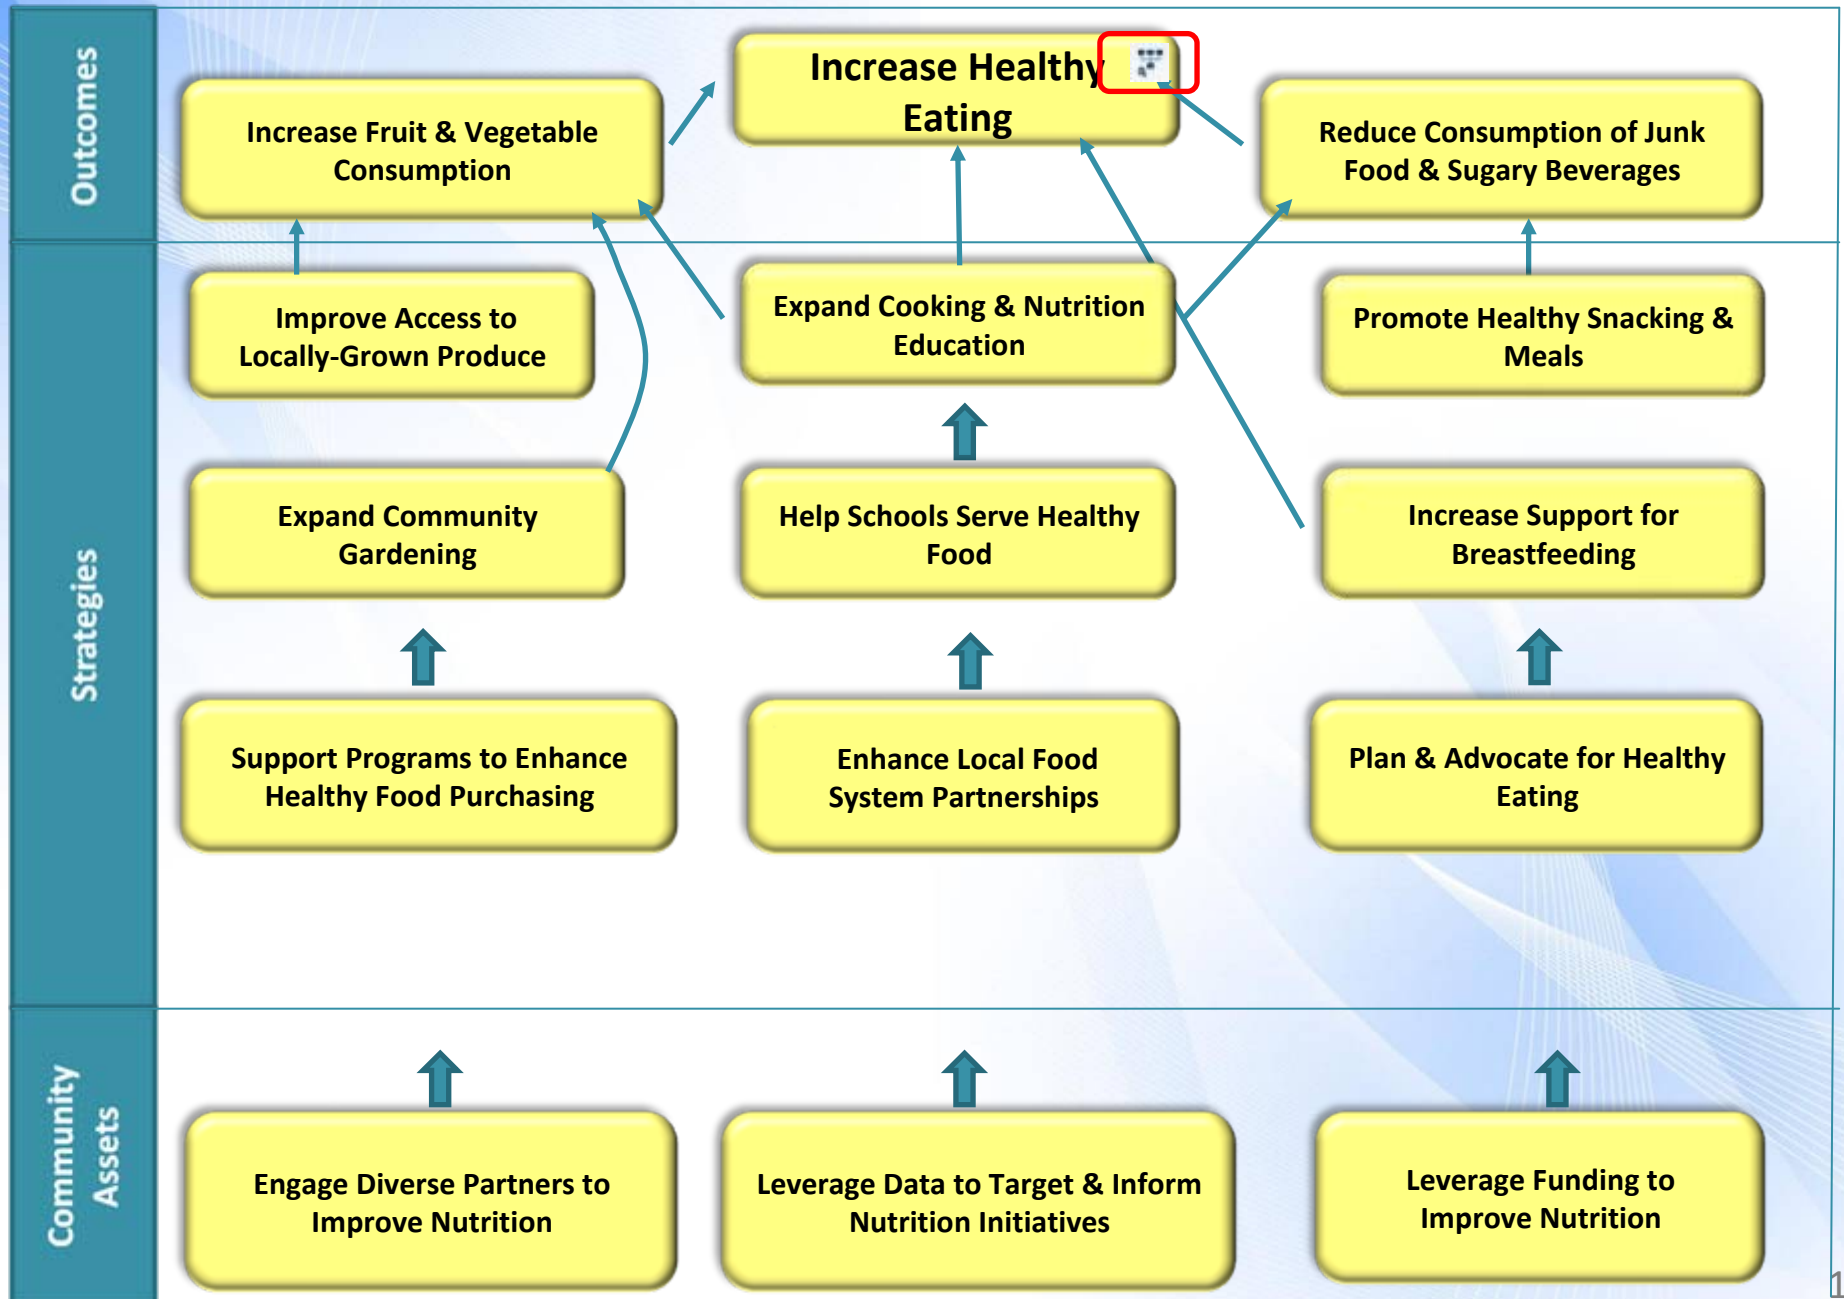 Outcomes
Increase Healthy
Eating
Increase Fruit & Vegetable
Consumption
Reduce Consumption of Junk
Food & Sugary Beverages
Strategies
Improve Access to
Locally-Grown Produce
Expand Cooking & Nutrition
Education
Promote Healthy Snacking &
Meals
Expand Community
Gardening
Help Schools Serve Healthy
Food
Increase Support for
Breastfeeding
Support Programs to Enhance
Healthy Food Purchasing
Enhance Local Food
System Partnerships
Plan & Advocate for Healthy
Eating
Community
Assets
Engage Diverse Partners to
Improve Nutrition
Leverage Data to Target & Inform
Nutrition Initiatives
Leverage Funding to
Improve Nutrition
1